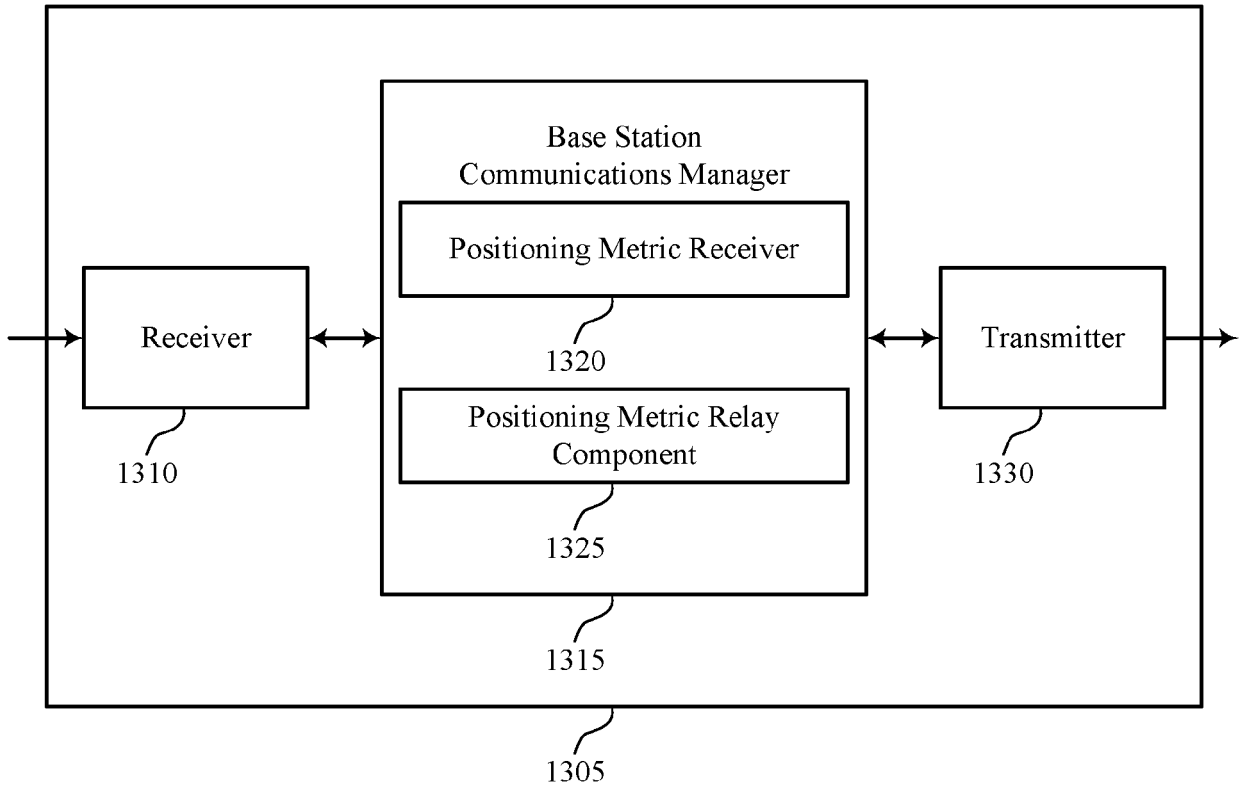 Base Station
Communications Manager
Positioning Metric Receiver
1320
Receiver
1310
Transmitter
1330
Positioning Metric Relay
Component
1325
1315
1305